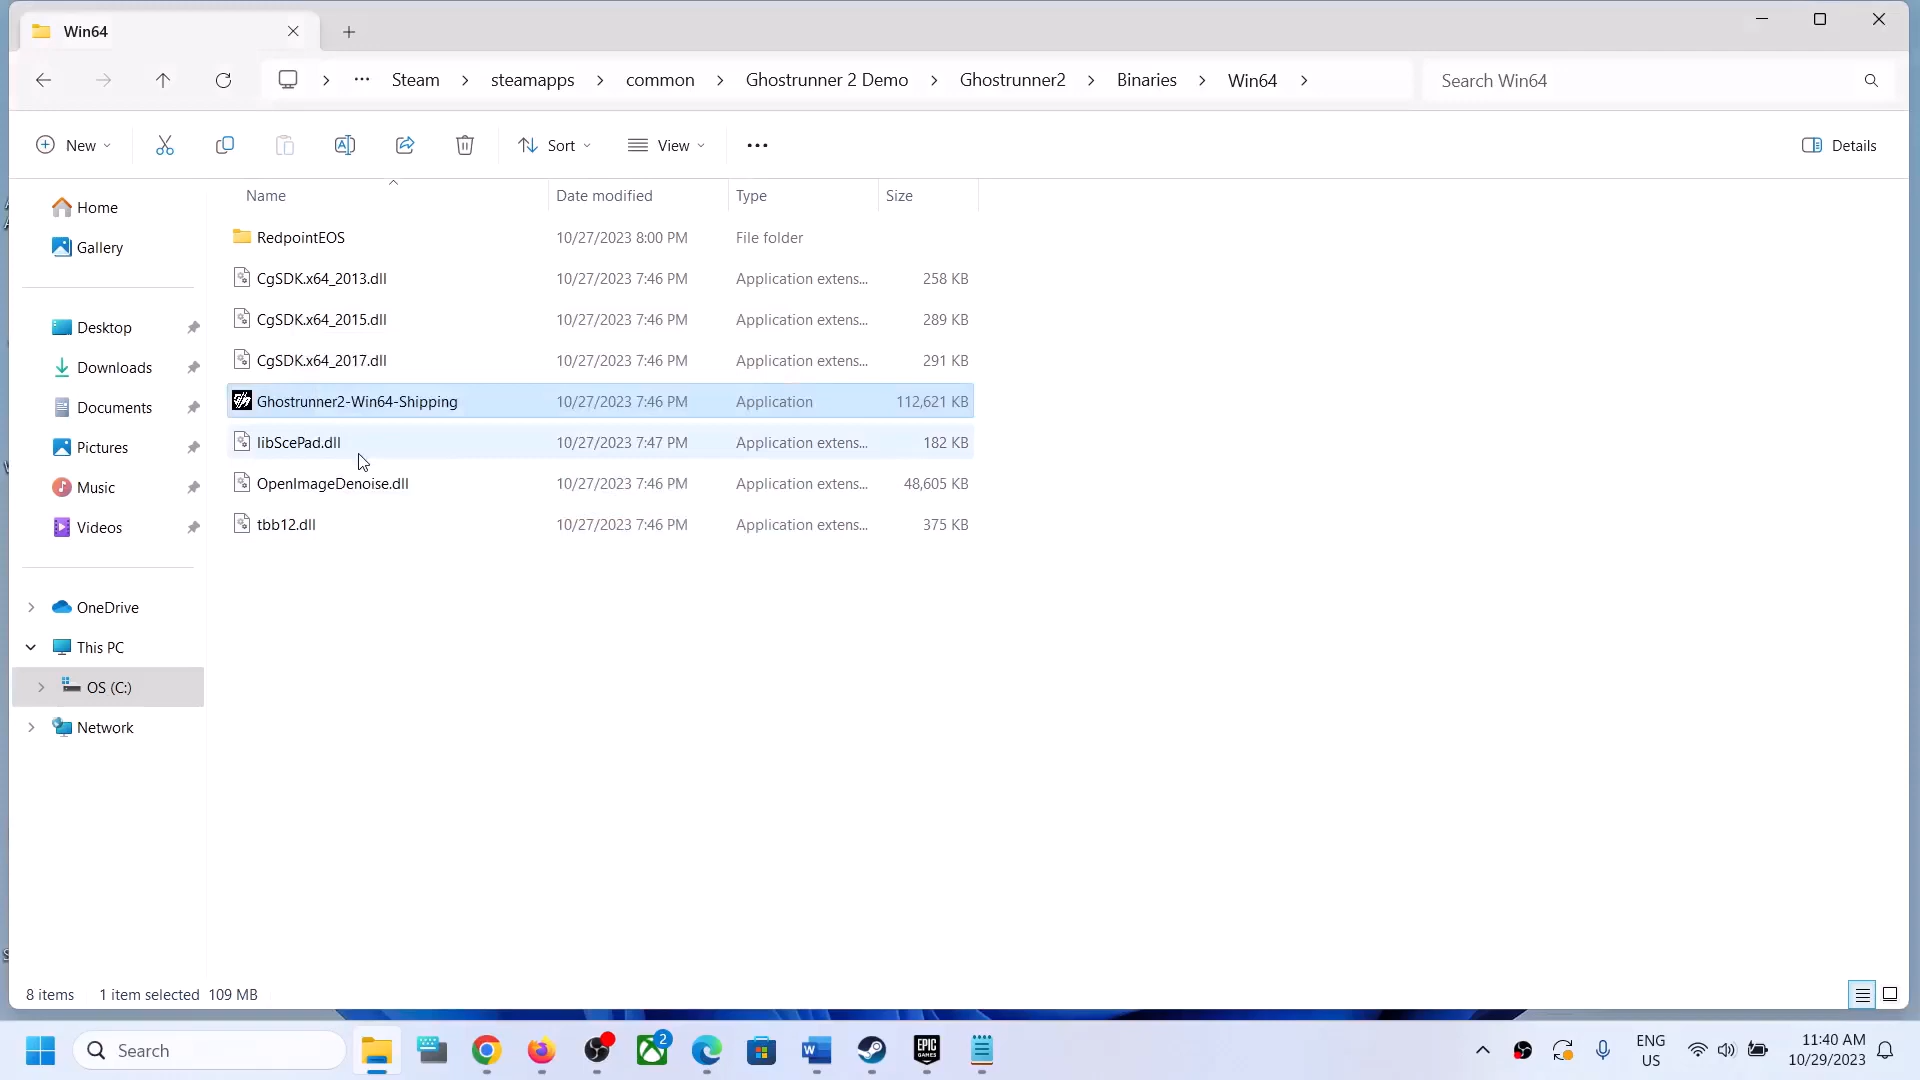 Win64
Steam steamapps common Ghostrunner 2 Demo Ghostrunner2 Binaries Win64
Search Win64
New Sort View Details
Name Date modified Type Size
RedpointEOS 10/27/2023 8:00 PM File folder
CgSDK.x64_2013.dll 10/27/2023 7:46 PM Application extens... 258 KB
CgSDK.x64_2015.dll 10/27/2023 7:46 PM Application extens... 289 KB
CgSDK.x64_2017.dll 10/27/2023 7:46 PM Application extens... 291 KB
Ghostrunner2-Win64-Shipping 10/27/2023 7:46 PM Application 112,621 KB
libScePad.dll 10/27/2023 7:47 PM Application extens... 182 KB
OpenImageDenoise.dll 10/27/2023 7:46 PM Application extens... 48,605 KB
tbb12.dll 10/27/2023 7:46 PM Application extens... 375 KB
Home
Gallery
Desktop
Downloads
Documents
Pictures
Music
Videos
OneDrive
This PC
OS (C:)
Network
8 items 1 item selected 109 MB
Search
2
EPIC
GAMES
ENG
US
11:40 AM
10/29/2023